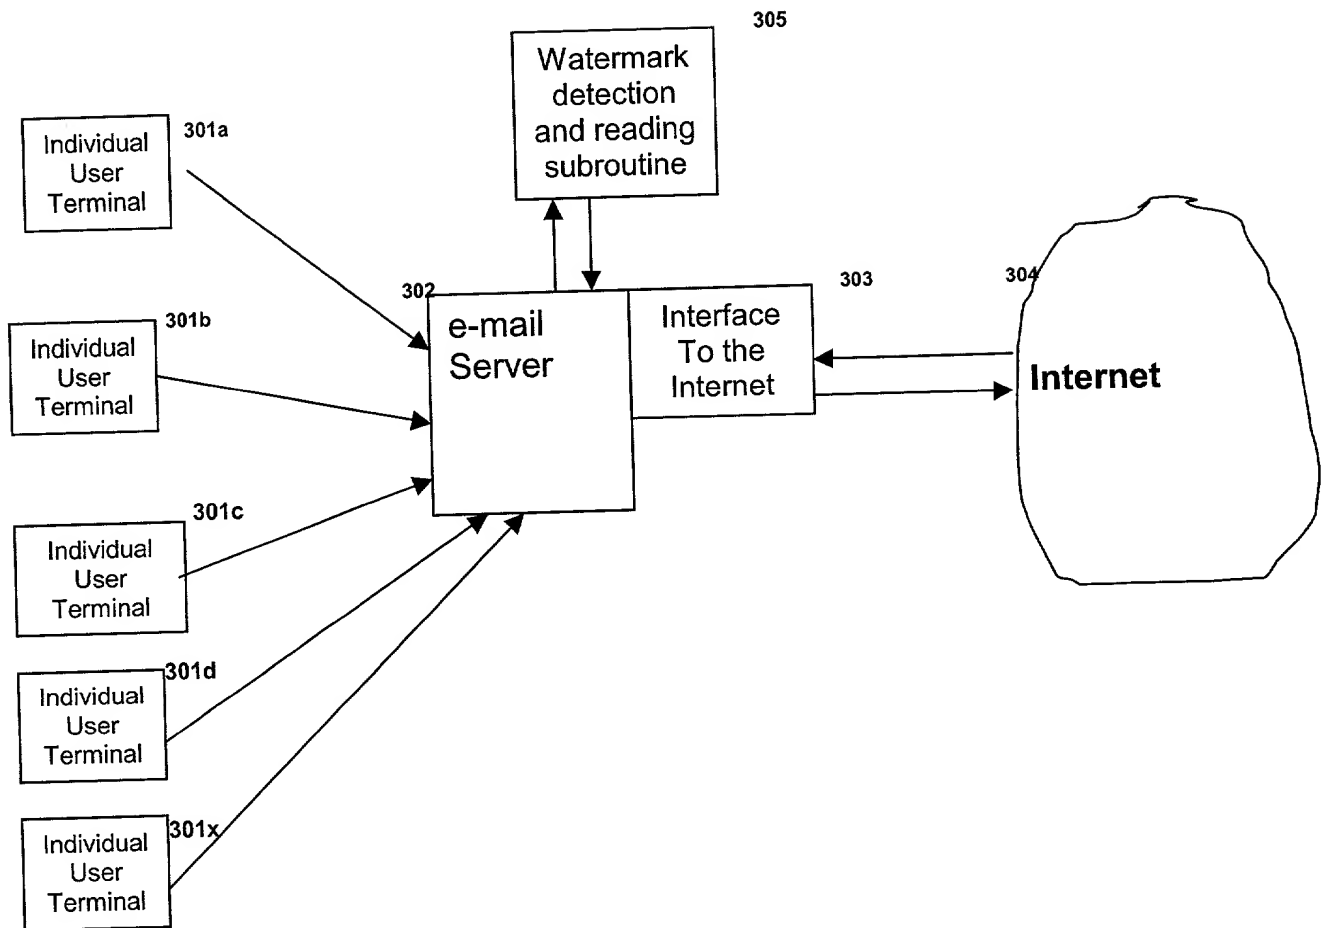 305
Watermark
detection
and reading
subroutine
301a
Individual
User
Terminal
301b
Individual
User
Terminal
301c
Individual
User
Terminal
301d
Individual
User
Terminal
301x
Individual
User
Terminal
302
e-mail
Server
303
Interface
To the
Internet
304
Internet